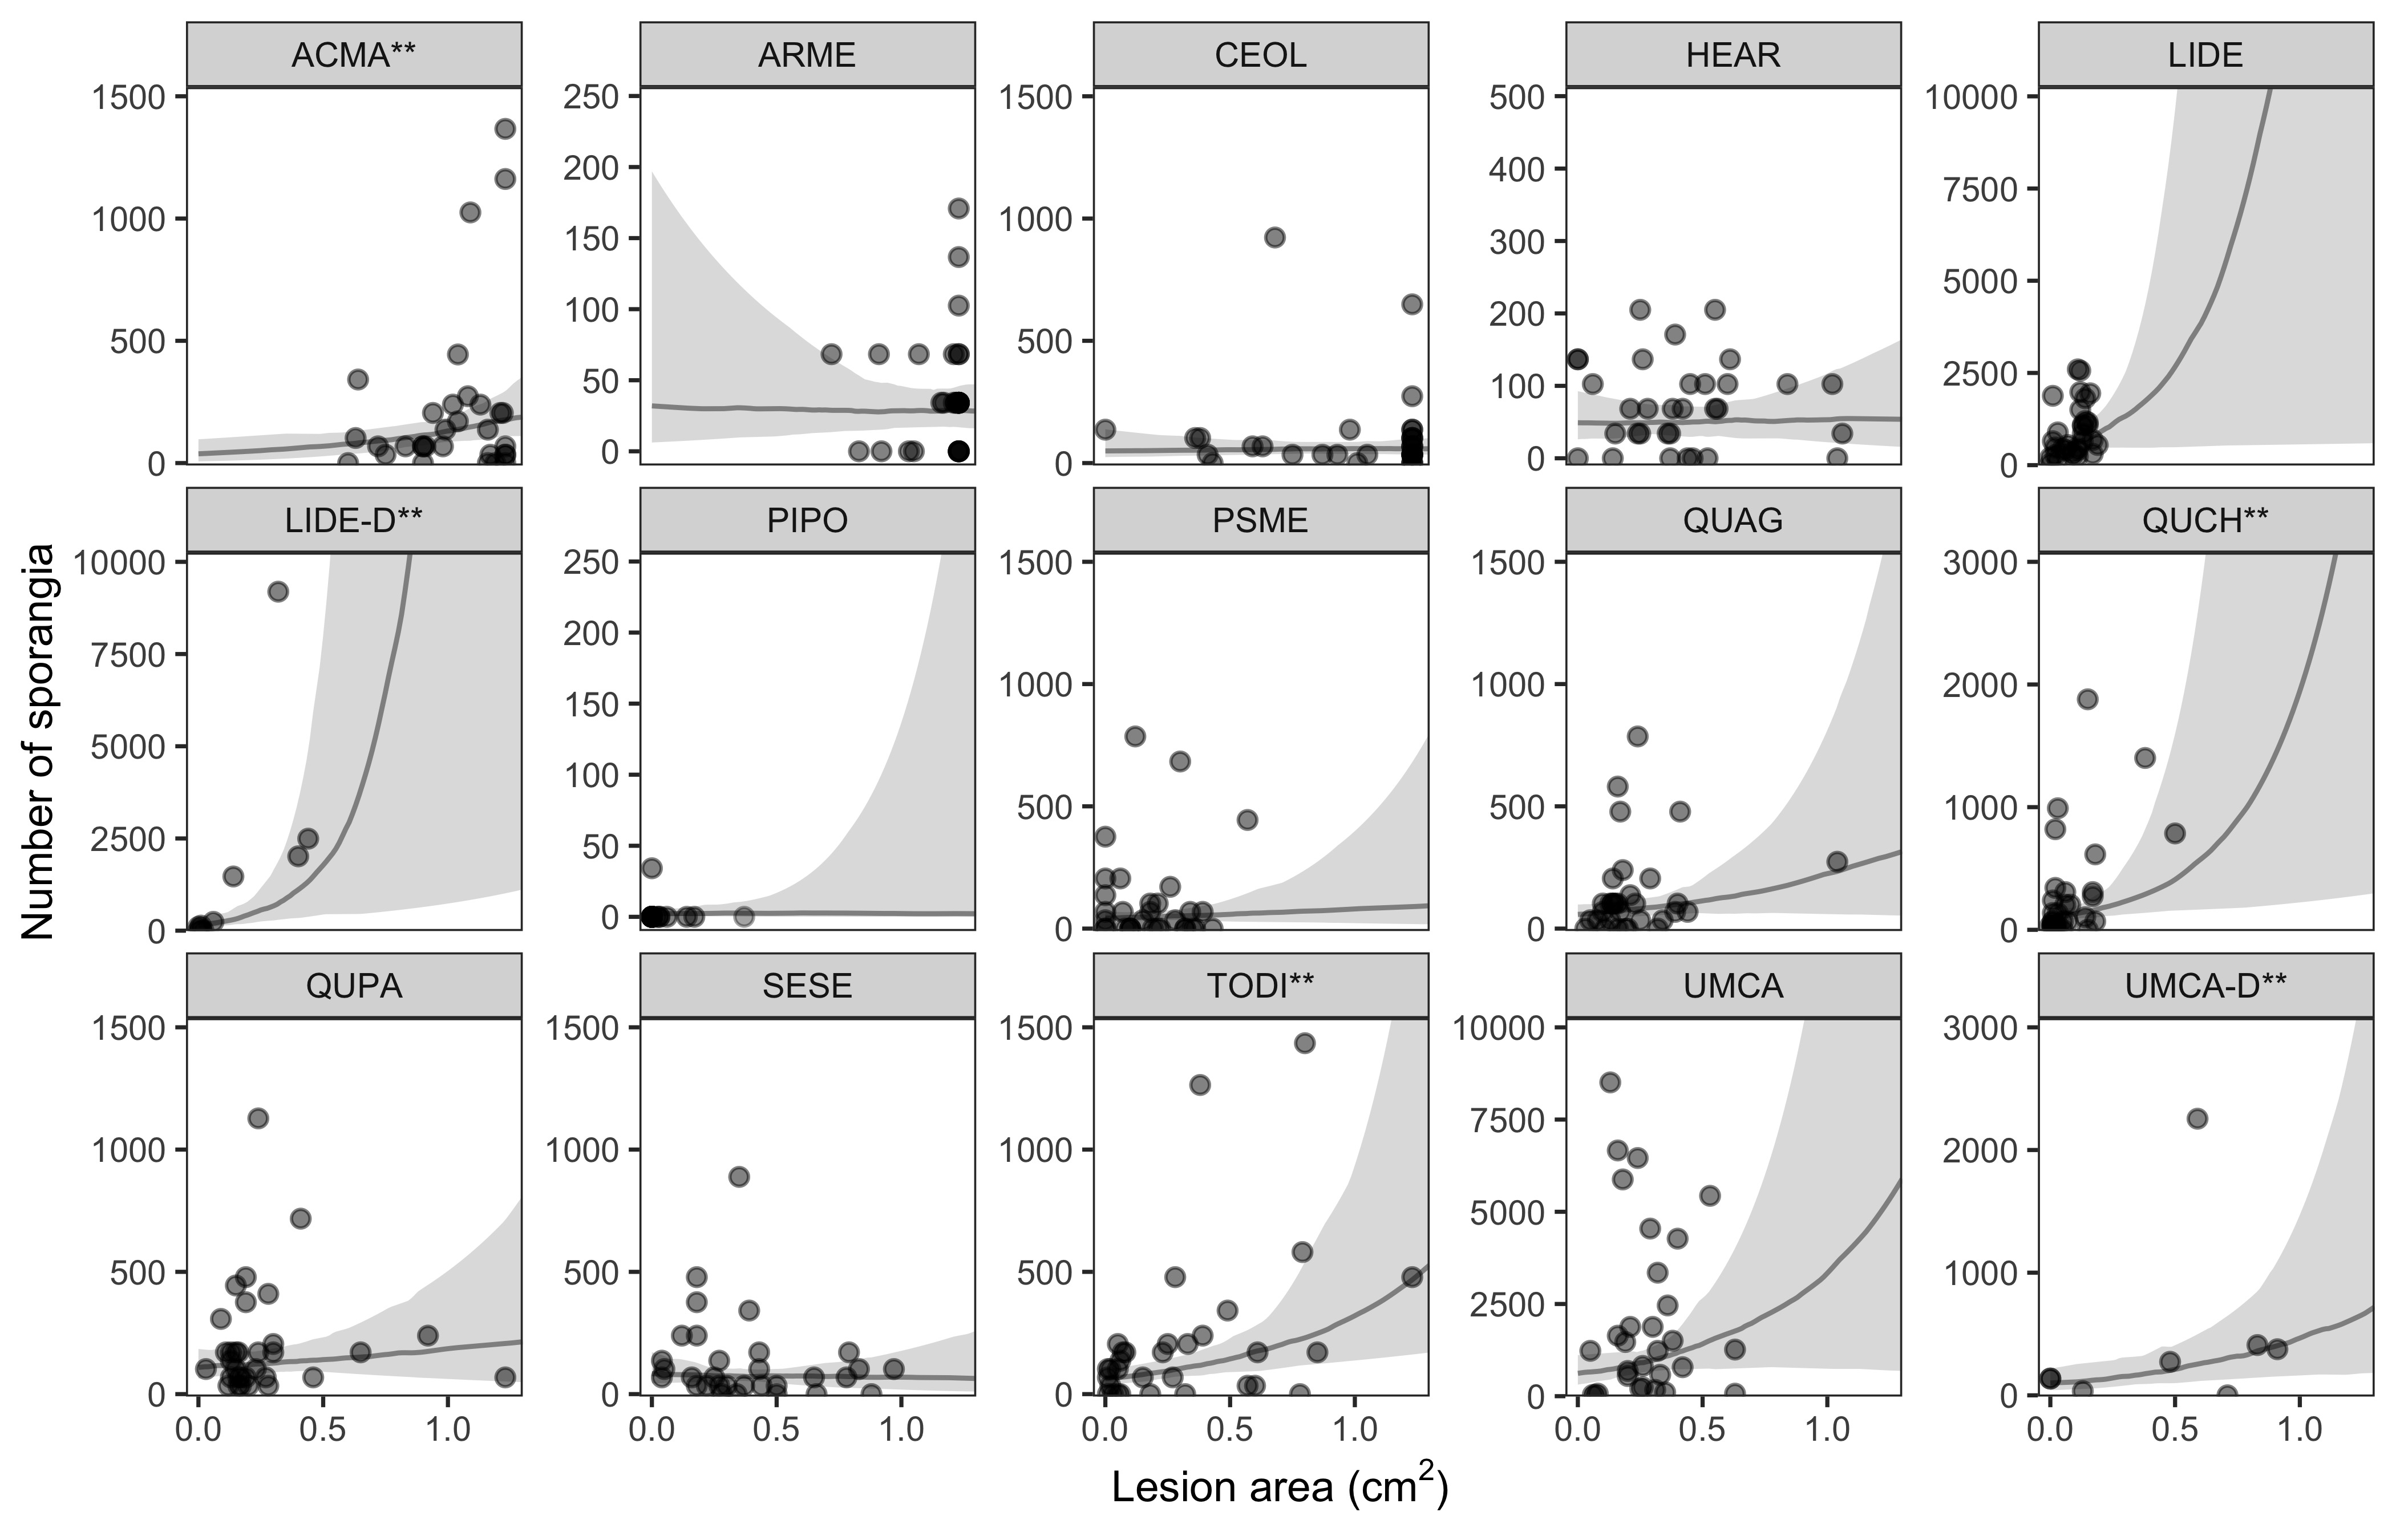 ACMA** ARME CEOL HEAR LIDE
1500 250 1500 500 10000
200 400 7500
1000 150 1000 300 5000
500 100 500 200 2500
50 100
0 0 0 0 0
LIDE-D** PIPO PSME QUAG QUCH**
10000 250 1500 1500 3000
7500 200
150 1000 1000 2000
5000 100
2500 50 500 500 1000
0 0 0 0 0
QUPA SESE TODI** UMCA UMCA-D**
1500 1500 1500 10000 3000
1000 1000 1000 7500 2000
5000
500 500 500 2500 1000
0 0 0 0 0
0.0 0.5 1.0 0.0 0.5 1.0 0.0 0.5 1.0 0.0 0.5 1.0 0.0 0.5 1.0
Number of sporangia
Lesion area (cm²)